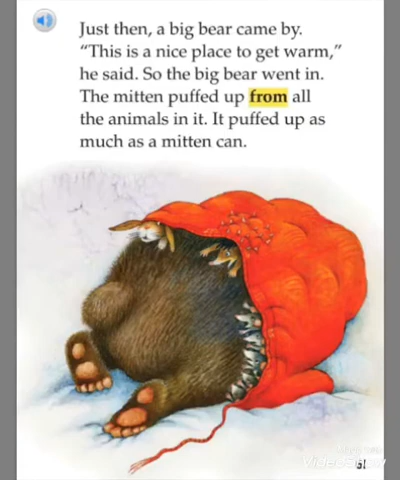 Just then, a big bear came by.
“This is a nice place to get warm,”
he said. So the big bear went in.
The mitten puffed up from all
the animals in it. It puffed up as
much as a mitten can.
VideoShow